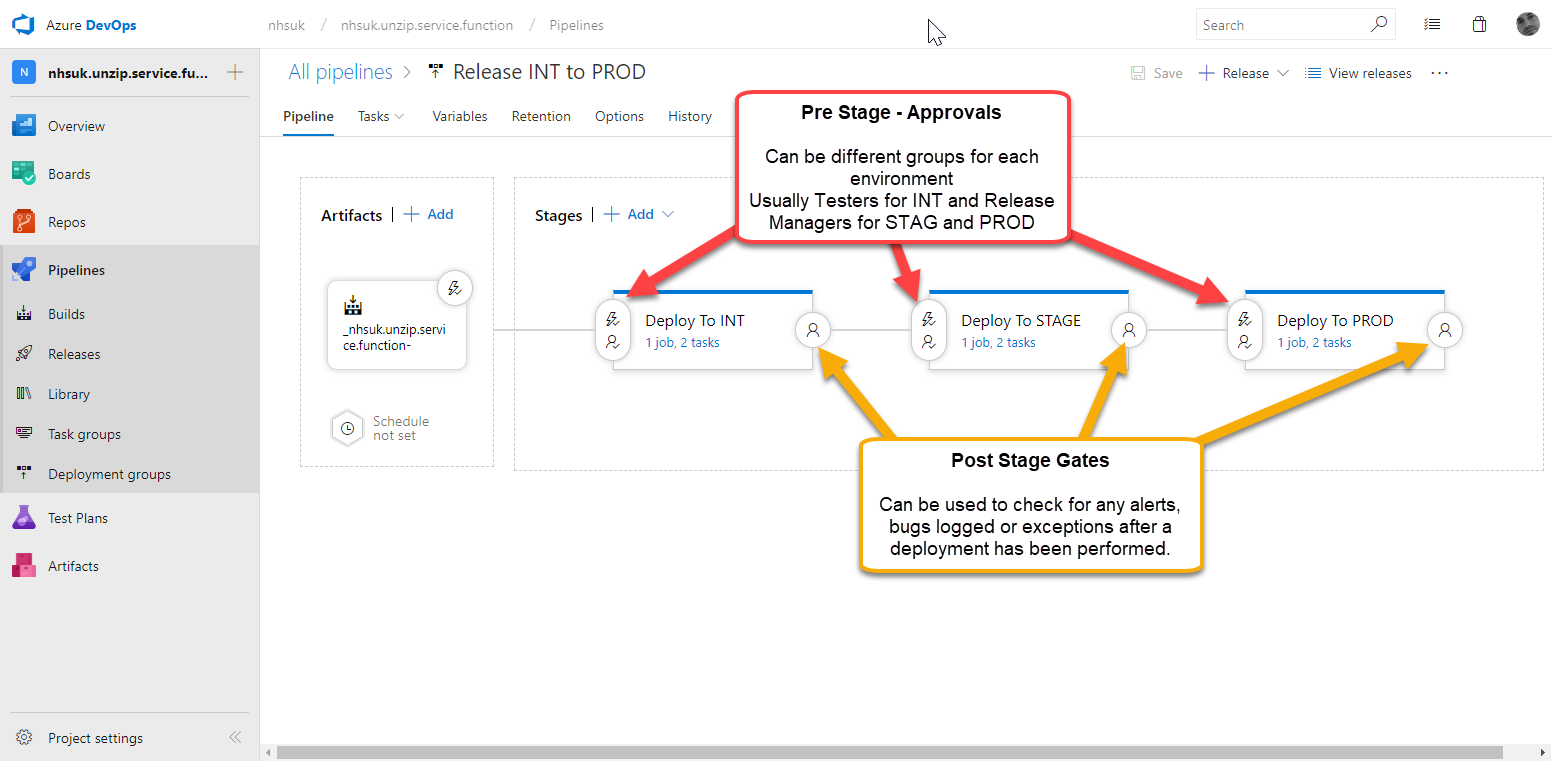 Azure DevOps
nhsuk / nhsuk.unzip.service.function / Pipelines
Search
N
nhsuk.unzip.service.fu...
Overview
Boards
Repos
Pipelines
Builds
Releases
Library
Task groups
Deployment groups
Test Plans
Artifacts
Project settings
All pipelines > Release INT to PROD
Save
Release
View releases
Pipeline
Tasks
Variables
Retention
Options
History
Pre Stage - Approvals
Can be different groups for each
environment
Usually Testers for INT and Release
Managers for STAG and PROD
Artifacts | + Add
Stages | + Add
_nhsuk.unzip.servi
ce.function-
Schedule
not set
Deploy To INT
1 job, 2 tasks
Deploy To STAGE
1 job, 2 tasks
Deploy To PROD
1 job, 2 tasks
Post Stage Gates
Can be used to check for any alerts,
bugs logged or exceptions after a
deployment has been performed.